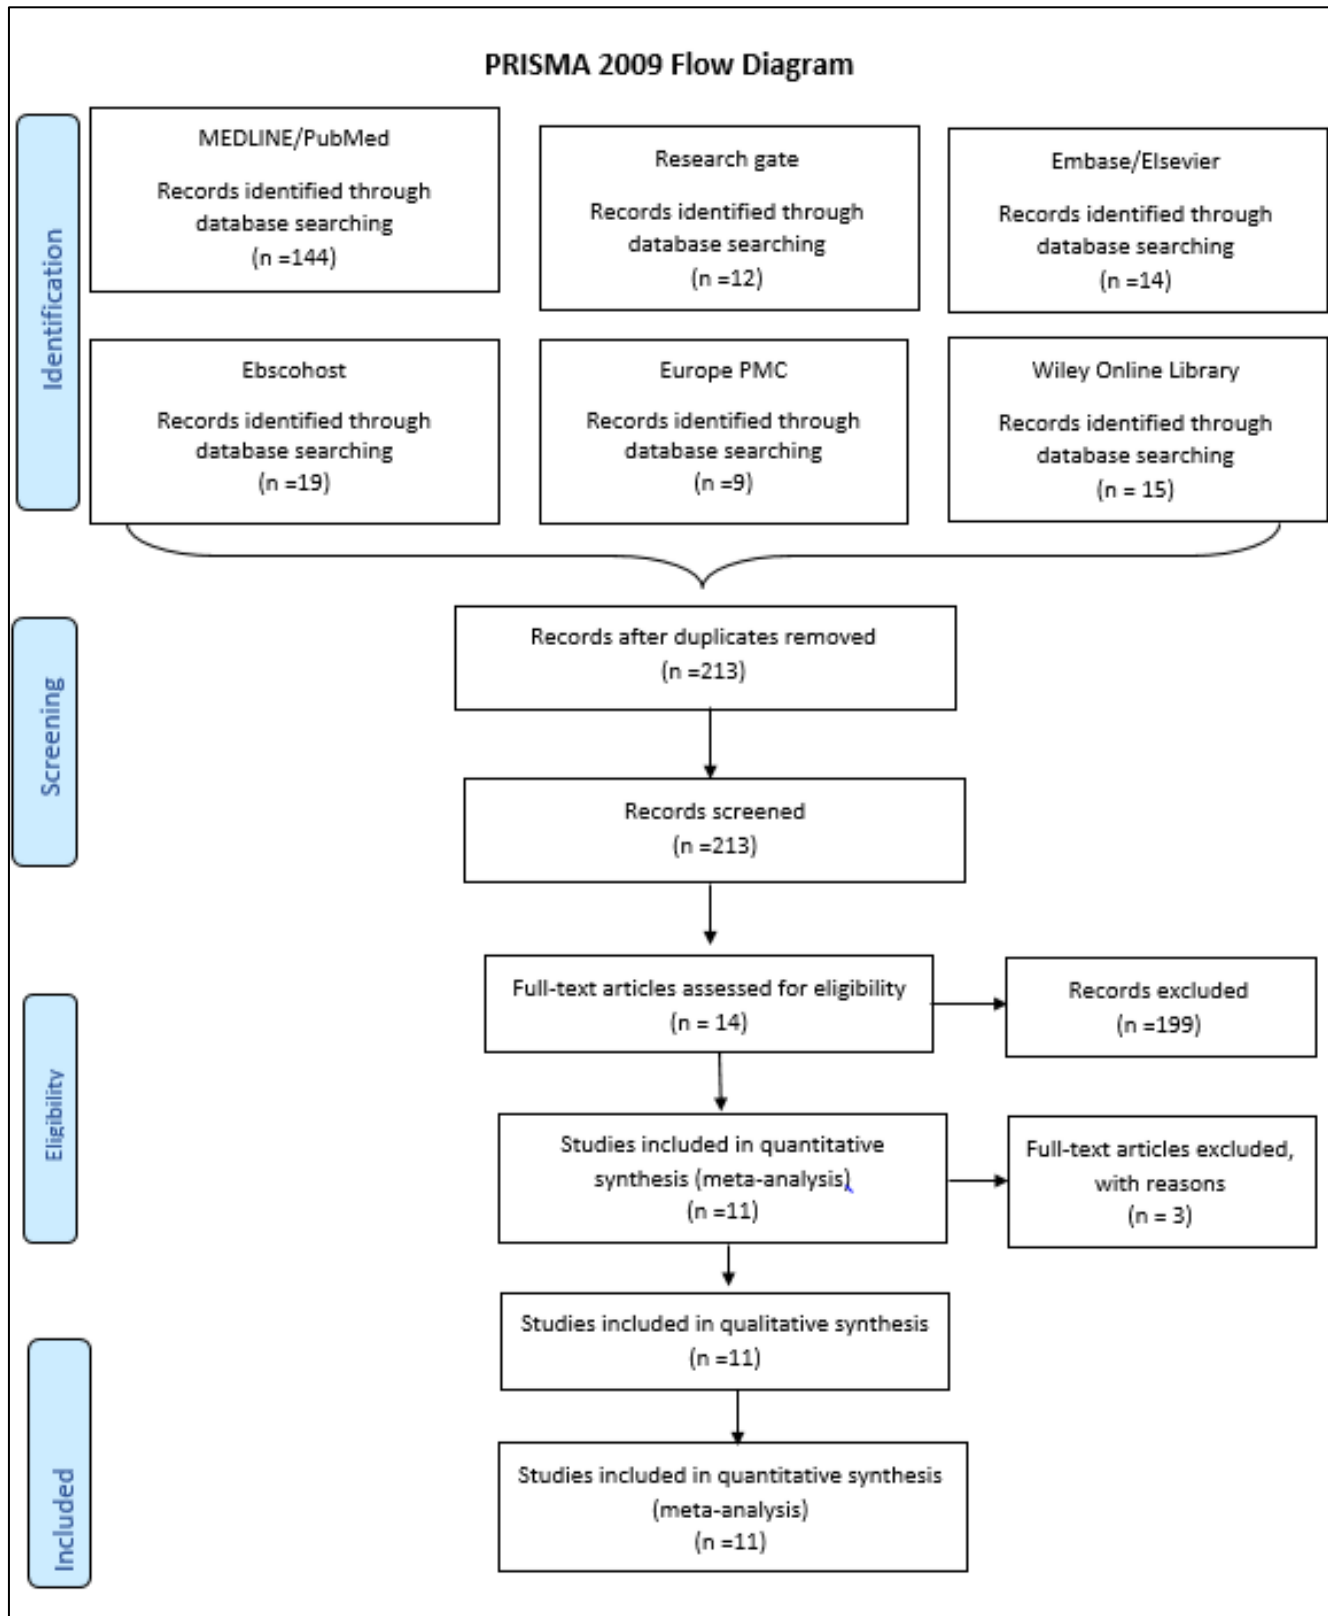 PRISMA 2009 Flow Diagram
Identification
MEDLINE/PubMed
Records identified through
database searching
(n =144)
Research gate
Records identified through
database searching
(n =12)
Embase/Elsevier
Records identified through
database searching
(n =14)
Ebscohost
Records identified through
database searching
(n =19)
Europe PMC
Records identified through
database searching
(n =9)
Wiley Online Library
Records identified through
database searching
(n = 15)
Screening
Records after duplicates removed
(n =213)
Records screened
(n =213)
Eligibility
Full-text articles assessed for eligibility
(n = 14)
Records excluded
(n =199)
Studies included in quantitative
synthesis (meta-analysis)
(n =11)
Full-text articles excluded,
with reasons
(n = 3)
Included
Studies included in qualitative synthesis
(n =11)
Studies included in quantitative synthesis
(meta-analysis)
(n =11)